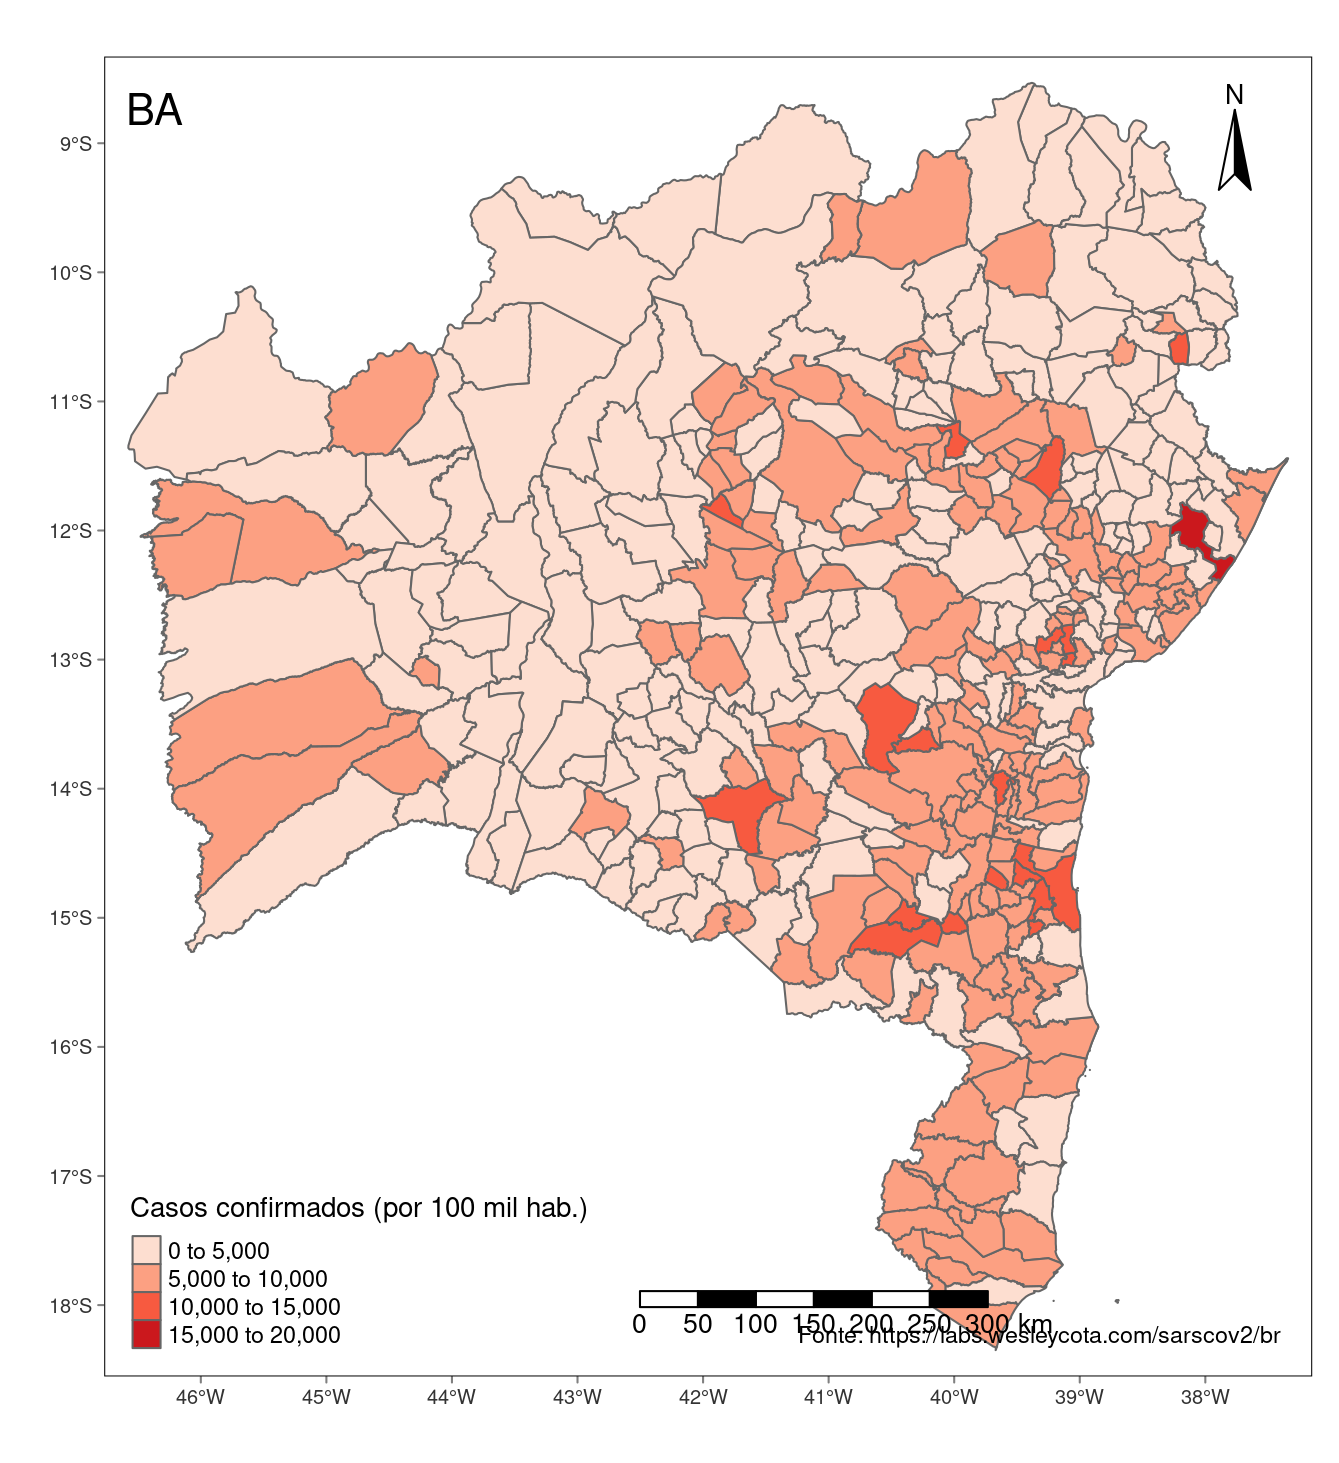 BA
N
9°S
10°S
11°S
12°S
13°S
14°S
15°S
16°S
17°S
18°S
Casos confirmados (por 100 mil hab.)
0 to 5,000
5,000 to 10,000
10,000 to 15,000
15,000 to 20,000
0 50 100 150 200 250 300 km
Fonte: https://labs.wesleycota.com/sarscov2/br
46°W 45°W 44°W 43°W 42°W 41°W 40°W 39°W 38°W